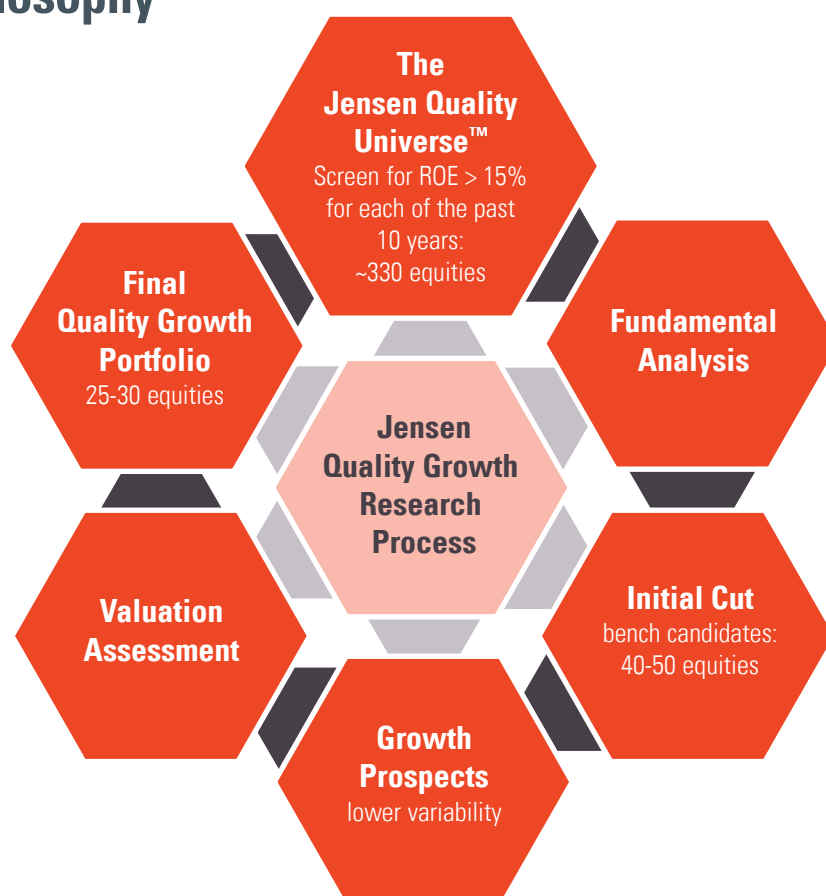 The
Jensen Quality
Universe™
Screen for ROE > 15%
for each of the past
10 years:
~330 equities
Fundamental
Analysis
Initial Cut
bench candidates:
40-50 equities
Growth
Prospects
lower variability
Valuation
Assessment
Final
Quality Growth
Portfolio
25-30 equities
Jensen
Quality Growth
Research
Process